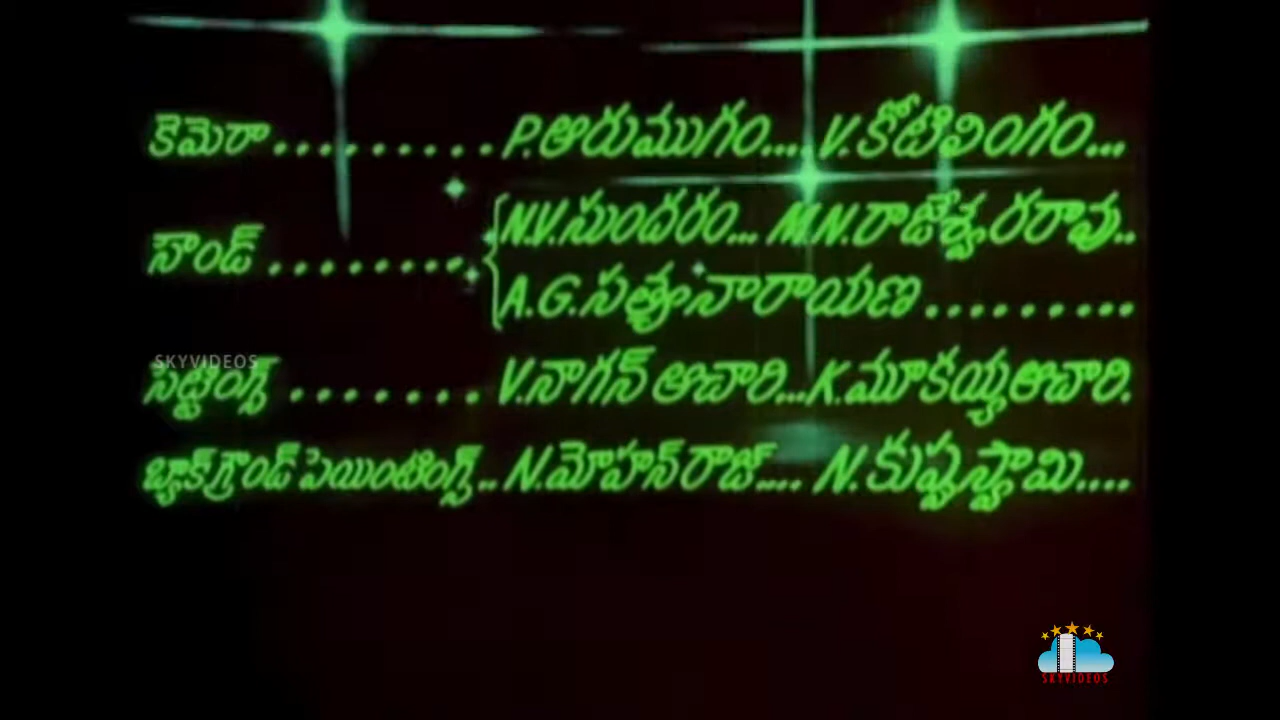 కెమెరా......... P.ఆరుముగం.... V.కోటిలింగం...
సౌండ్........ N.V.సుందరం... M.N.రాజేశ్వరరావు..
A.G.సత్యనారాయణ.........
SKYVIDEOS
సెట్టింగ్స్....... V.నాగన్ ఆచారి...K.మూకయ్యఆచారి.
బ్యాక్‌గ్రౌండ్ పెయింటింగ్స్.. N.మోహన్‌రాజ్.... N.కుప్పుస్వామి....
SKYVIDEOS